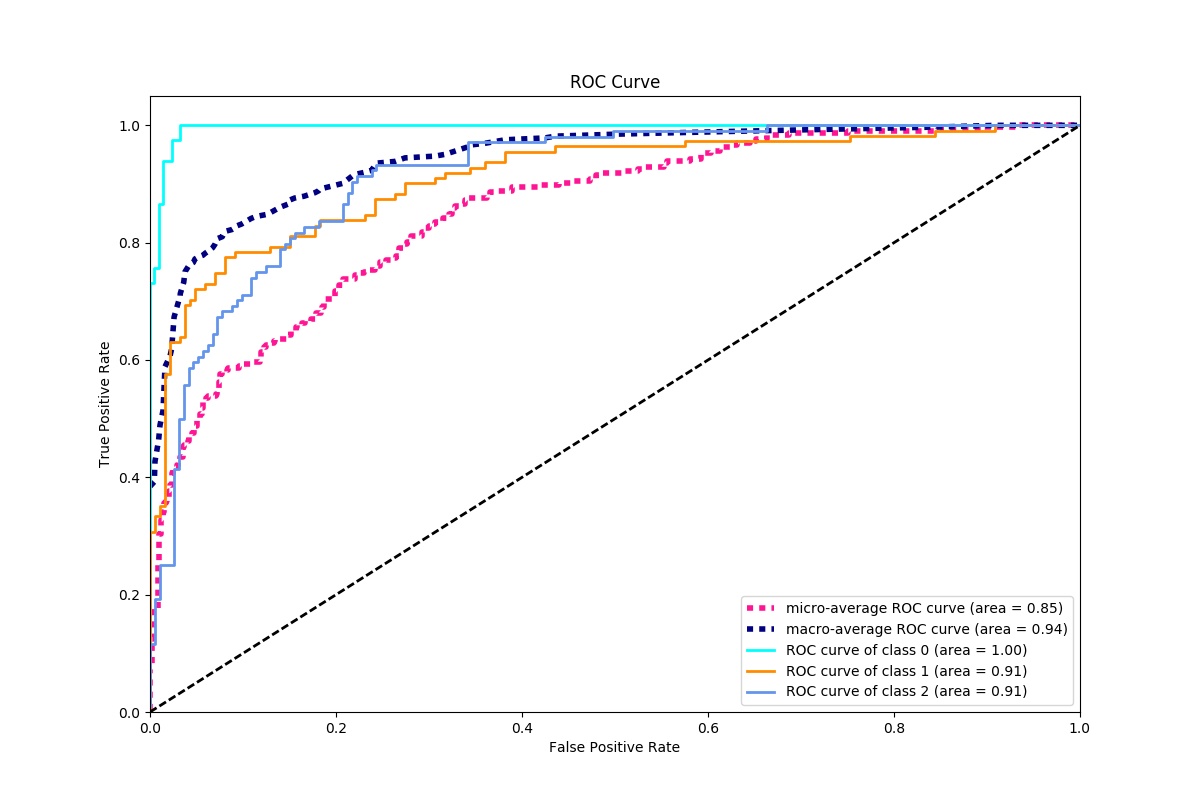 ROC Curve
1.0
0.8
0.6
0.4
0.2
0.0
True Positive Rate
0.0 0.2 0.4 0.6 0.8 1.0
False Positive Rate
micro-average ROC curve (area = 0.85)
macro-average ROC curve (area = 0.94)
ROC curve of class 0 (area = 1.00)
ROC curve of class 1 (area = 0.91)
ROC curve of class 2 (area = 0.91)